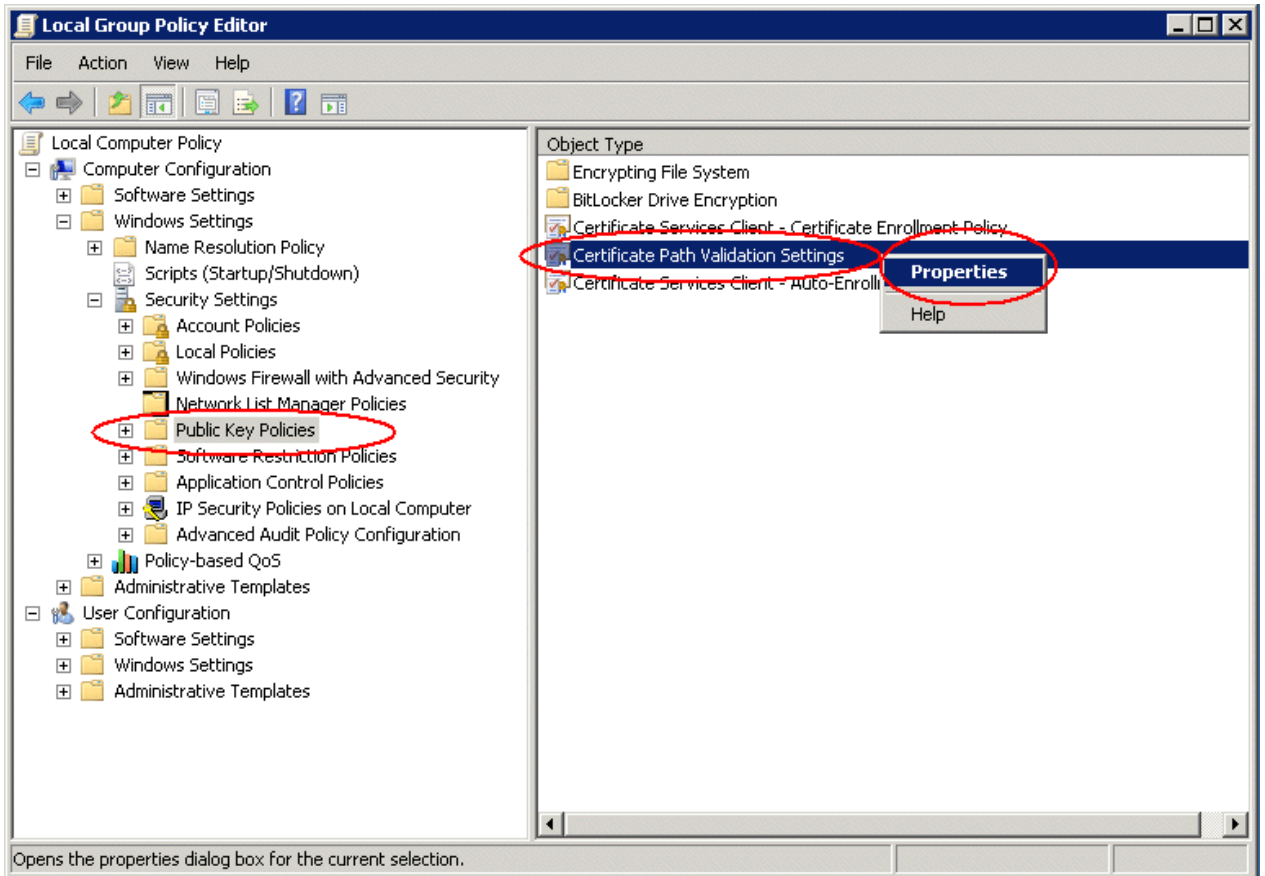 Local Group Policy Editor
File Action View Help
Local Computer Policy
Computer Configuration
Software Settings
Windows Settings
Name Resolution Policy
Scripts (Startup/Shutdown)
Security Settings
Account Policies
Local Policies
Windows Firewall with Advanced Security
Network List Manager Policies
Public Key Policies
Software Restriction Policies
Application Control Policies
IP Security Policies on Local Computer
Advanced Audit Policy Configuration
Policy-based QoS
Administrative Templates
User Configuration
Software Settings
Windows Settings
Administrative Templates
Object Type
Encrypting File System
BitLocker Drive Encryption
Certificate Services Client - Certificate Enrollment Policy
Certificate Path Validation Settings
Certificate Services Client - Auto-Enroll
Properties
Help
Opens the properties dialog box for the current selection.